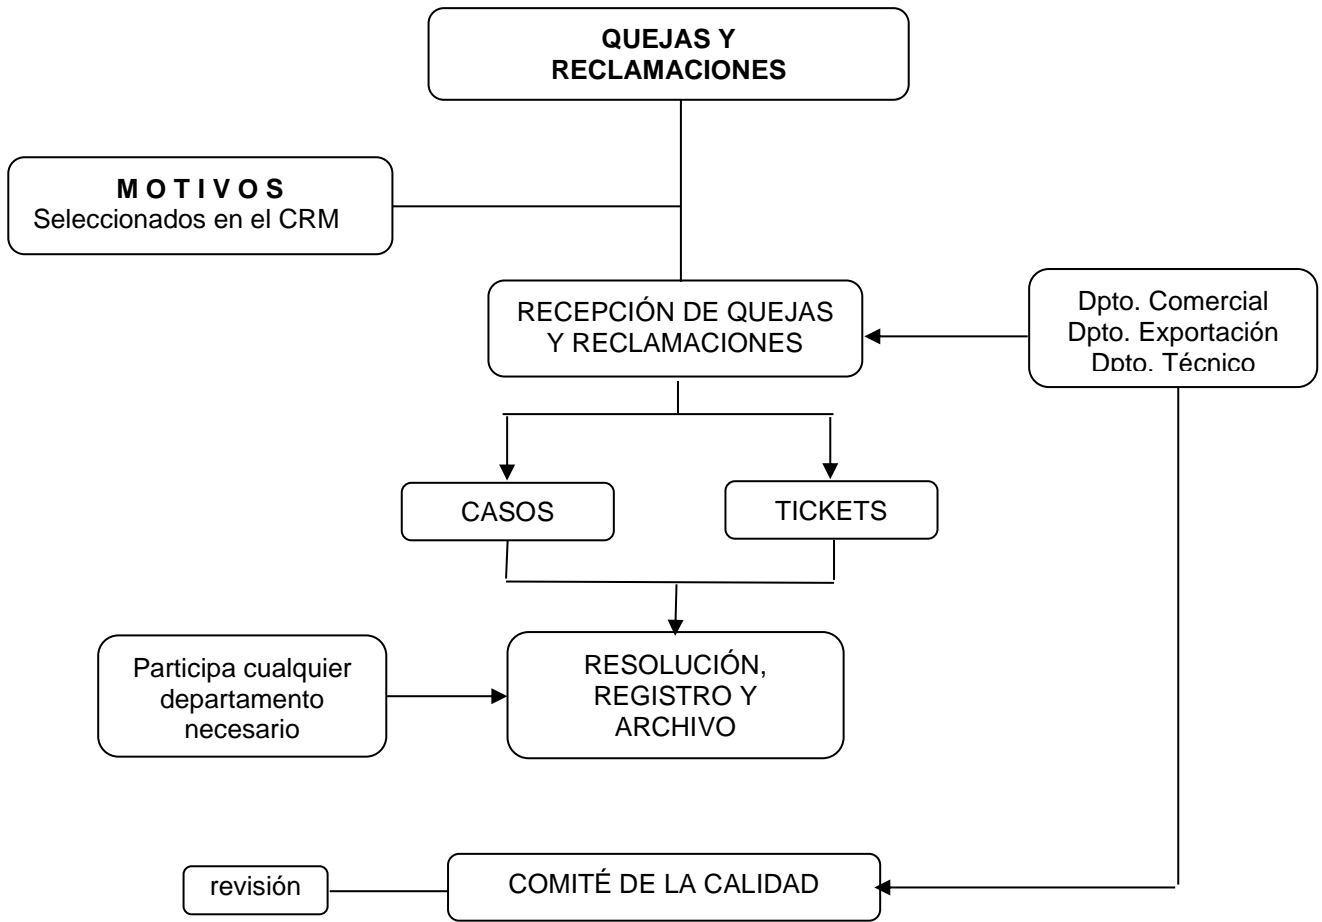 QUEJAS Y
RECLAMACIONES
M O T I V O S
Seleccionados en el CRM
RECEPCIÓN DE QUEJAS
Y RECLAMACIONES
Dpto. Comercial
Dpto. Exportación
Dpto. Técnico
CASOS
TICKETS
Participa cualquier
departamento
necesario
RESOLUCIÓN,
REGISTRO Y
ARCHIVO
revisión
COMITÉ DE LA CALIDAD